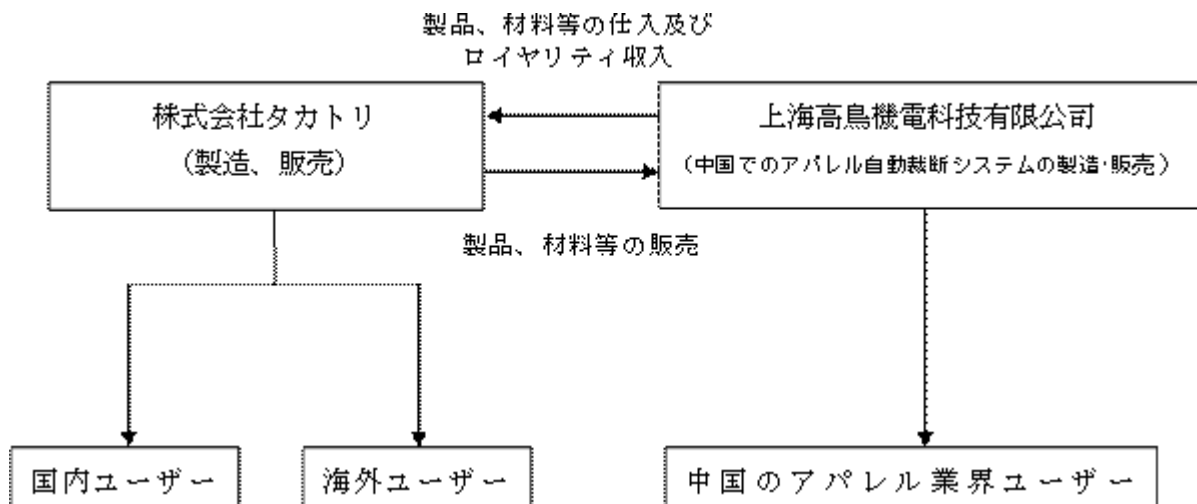 製品、材料等の仕入及び
ロイヤリティ収入
株式会社タカトリ
（製造、販売）
上海高鳥機電科技有限公司
（中国でのアパレル自動裁断システムの製造・販売）
製品、材料等の販売
国内ユーザー
海外ユーザー
中国のアパレル業界ユーザー